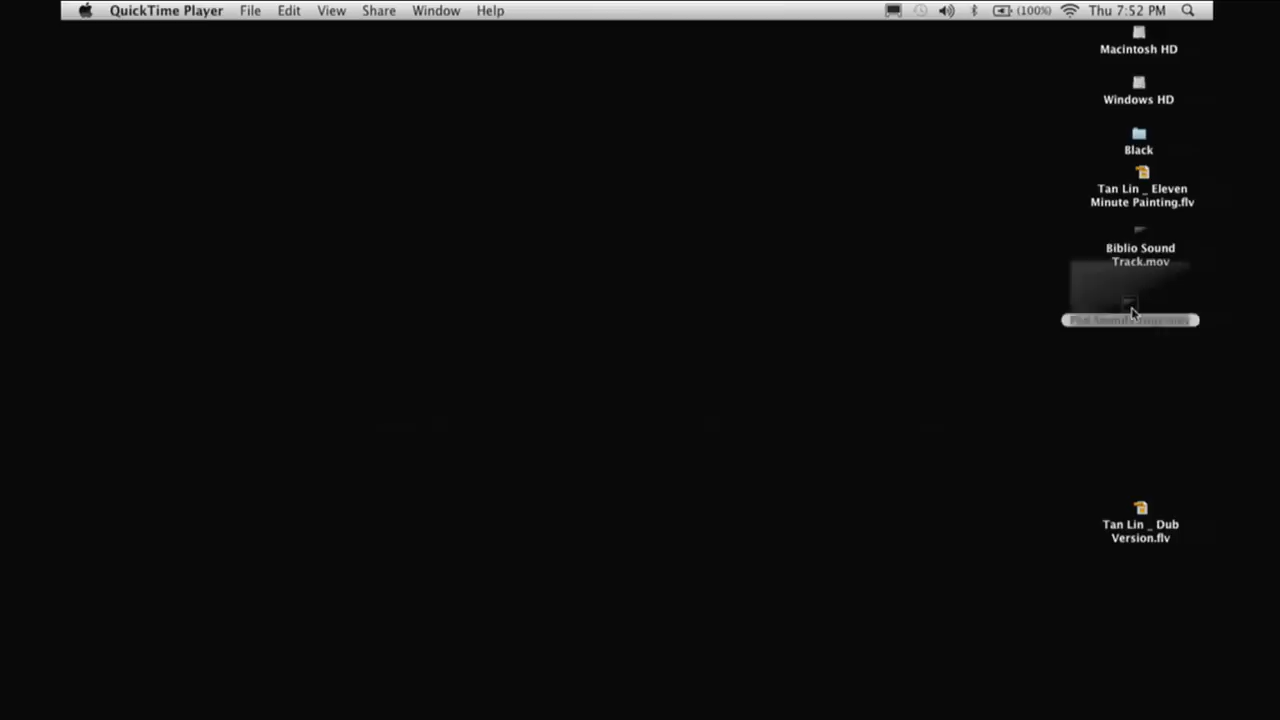 QuickTime Player File Edit View Share Window Help (100%) Thu 7:52 PM
Macintosh HD
Windows HD
Black
Tan Lin _ Eleven
Minute Painting.flv
Biblio Sound
Track.mov
Tan Lin _ Dub
Version.flv